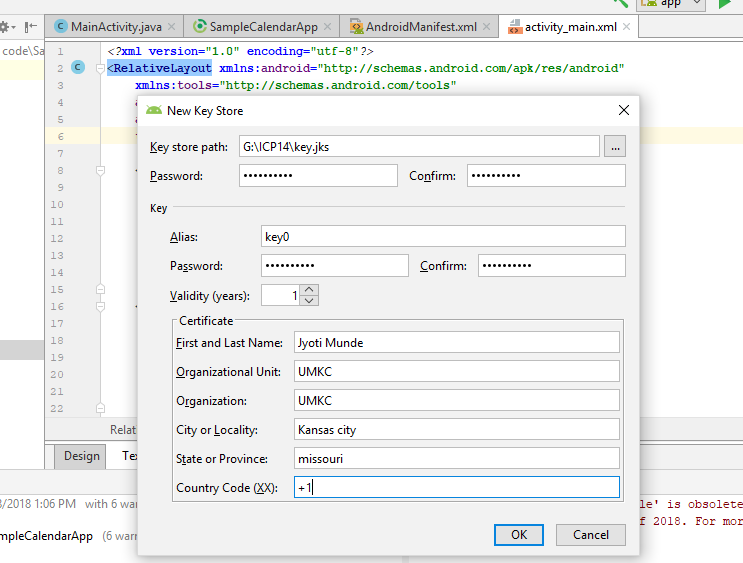 MainActivity.java × SampleCalendarApp × AndroidManifest.xml × activity_main.xml ×
app
code\Sa
1 <?xml version="1.0" encoding="utf-8"?>
2 C <RelativeLayout xmlns:android="http://schemas.android.com/apk/res/android"
3 xmlns:tools="http://schemas.android.com/tools"
4
5
6
7
8
9
10
11
12
13
14
15
16
17
18
19
20
21
22
New Key Store
Key store path: G:\ICP14\key.jks ...
Password: •••••••••• Confirm: ••••••••••
Key
Alias: key0
Password: •••••••••• Confirm: ••••••••••
Validity (years): 1
Certificate
First and Last Name: Jyoti Munde
Organizational Unit: UMKC
Organization: UMKC
City or Locality: Kansas city
State or Province: missouri
Country Code (XX): +1
OK Cancel
Relat
Design Te
8/2018 1:06 PM with 6 warn
le' is obsolete
f 2018. For mor
mpleCalendarApp (6 warn